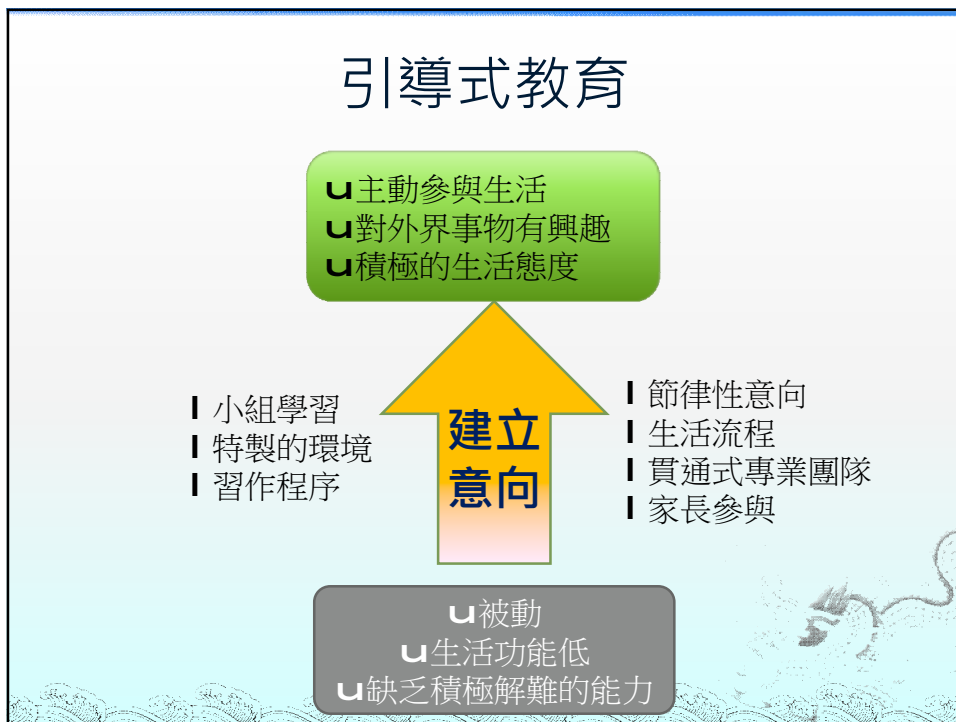 引導式教育
u主動參與生活
u對外界事物有興趣
u積極的生活態度
l 小組學習
l 特製的環境
l 習作程序
建立
意向
l 節律性意向
l 生活流程
l 貫通式專業團隊
l 家長參與
u被動
u生活功能低
u缺乏積極解難的能力